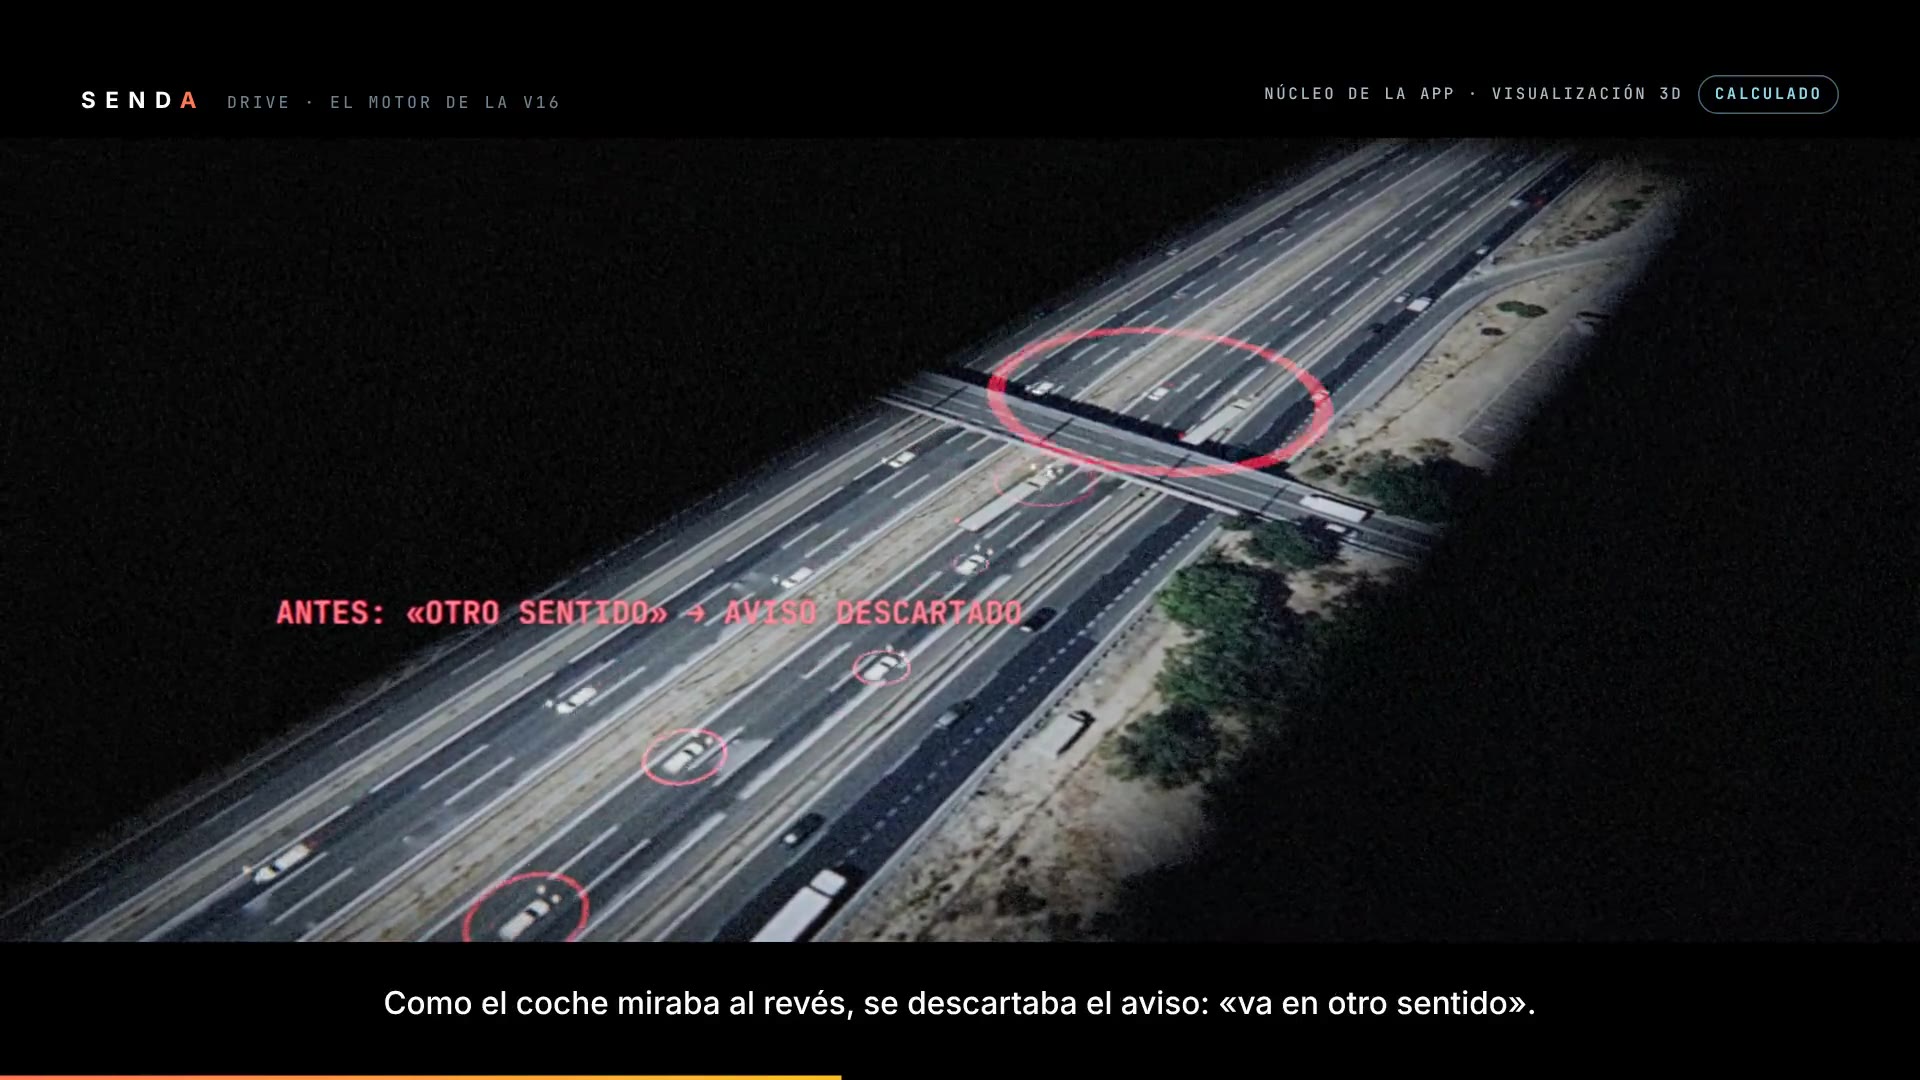 SENDA DRIVE · EL MOTOR DE LA V16
NÚCLEO DE LA APP · VISUALIZACIÓN 3D CALCULADO
ANTES: «OTRO SENTIDO» → AVISO DESCARTADO
Como el coche miraba al revés, se descartaba el aviso: «va en otro sentido».